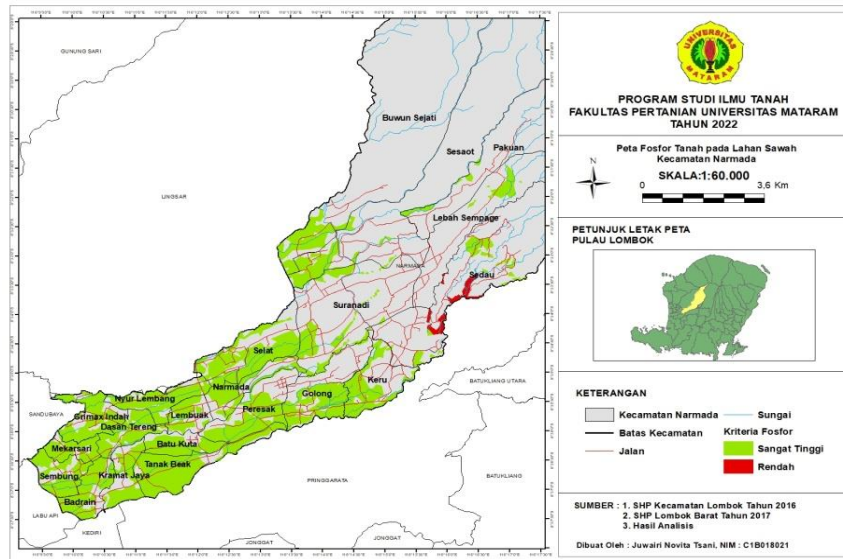 GUNUNG SARI
LINGSAR
Buwun Sejati
Sesaot
Pakuan
Lebah Sempage
NARMADA
Sedau
Suranadi
Selat
Keru
Narmada
Golong
Peresak
Nyur Lembang
Lembuak
Dasan Tereng
Batu Kuta
Mekarsari
Tanak Beak
Sembung
Kramat Jaya
Badrain
SANDUBAYA
LABU API
KEDIRI
JONGGAT
JONGGAT
PRINGGARATA
BATUKLIANG
BATUKLIANG UTARA
UNIVERSITAS
MATARAM
PROGRAM STUDI ILMU TANAH
FAKULTAS PERTANIAN UNIVERSITAS MATARAM
TAHUN 2022
Peta Fosfor Tanah pada Lahan Sawah
Kecamatan Narmada
N
SKALA:1:60.000
0 3,6 Km
PETUNJUK LETAK PETA
PULAU LOMBOK
KETERANGAN
Kecamatan Narmada
Batas Kecamatan
Jalan
Sungai
Kriteria Fosfor
Sangat Tinggi
Rendah
SUMBER : 1. SHP Kecamatan Lombok Tahun 2016
2. SHP Lombok Barat Tahun 2017
3. Hasil Analisis
Dibuat Oleh : Juwairi Novita Tsani, NIM : C1B018021